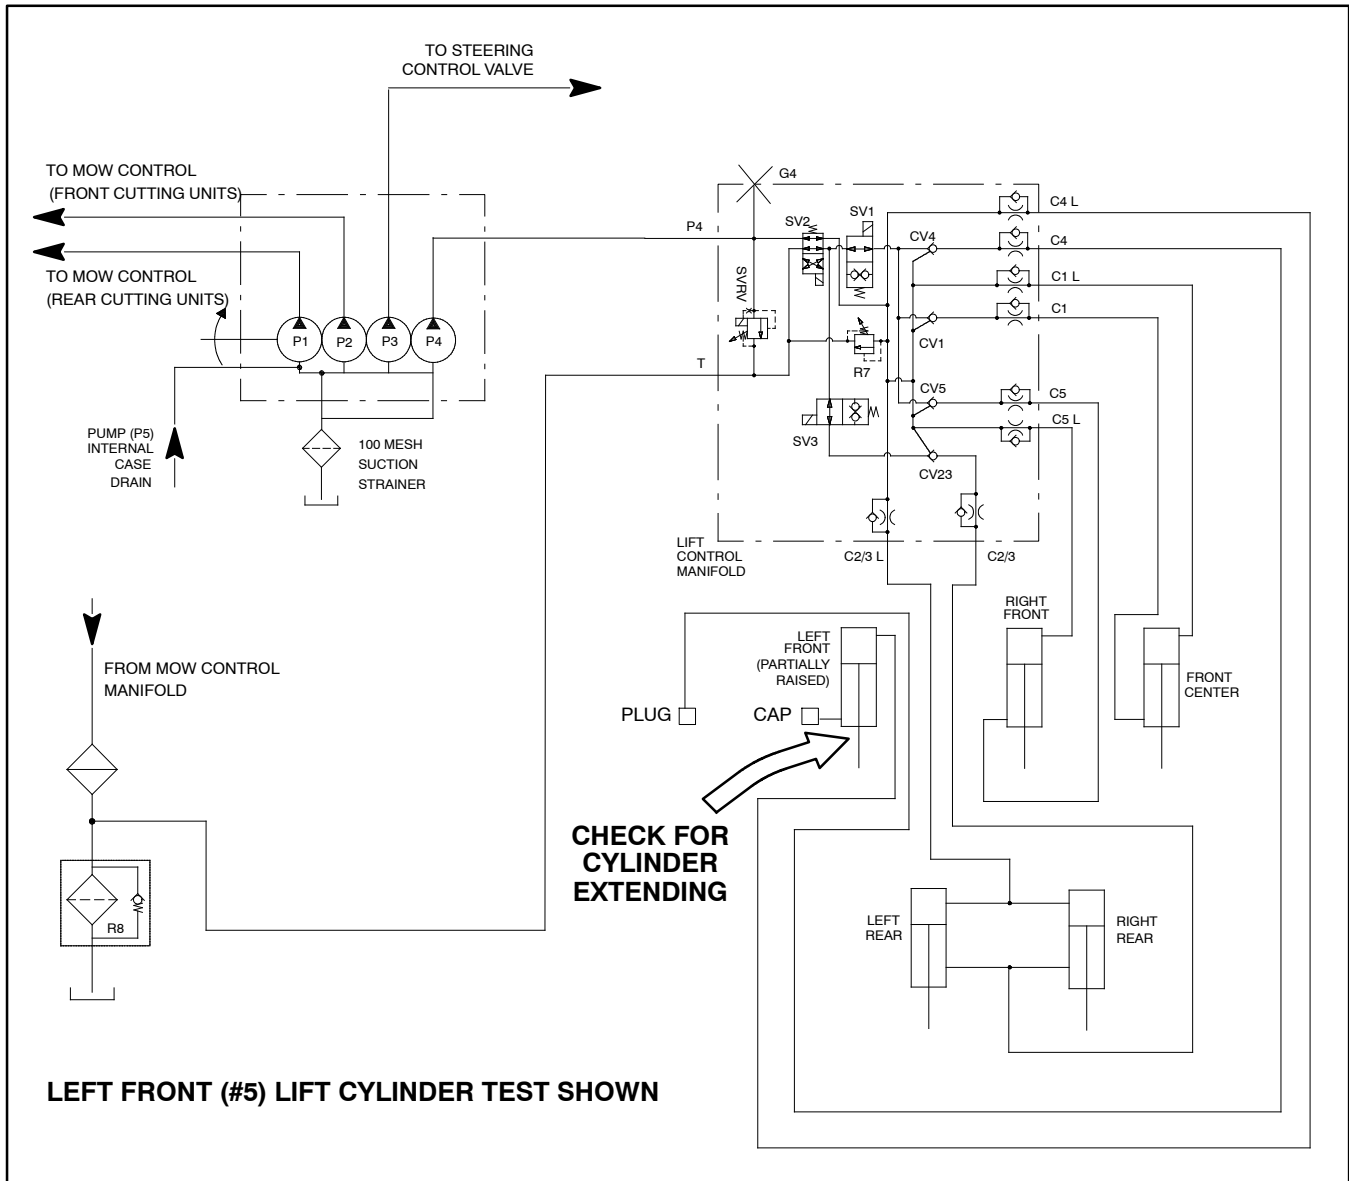 TO STEERING
CONTROL VALVE
TO MOW CONTROL
(FRONT CUTTING UNITS)
TO MOW CONTROL
(REAR CUTTING UNITS)
P1
P2
P3
P4
PUMP (P5)
INTERNAL
CASE
DRAIN
100 MESH
SUCTION
STRAINER
G4
P4
SV2
SV1
CV4
C4 L
C4
C1 L
C1
SVRV
CV1
R7
T
CV5
C5
C5 L
SV3
CV23
LIFT
CONTROL
MANIFOLD
C2/3 L
C2/3
FROM MOW CONTROL
MANIFOLD
R8
PLUG
CAP
LEFT
FRONT
(PARTIALLY
RAISED)
RIGHT
FRONT
FRONT
CENTER
CHECK FOR
CYLINDER
EXTENDING
LEFT
REAR
RIGHT
REAR
LEFT FRONT (#5) LIFT CYLINDER TEST SHOWN